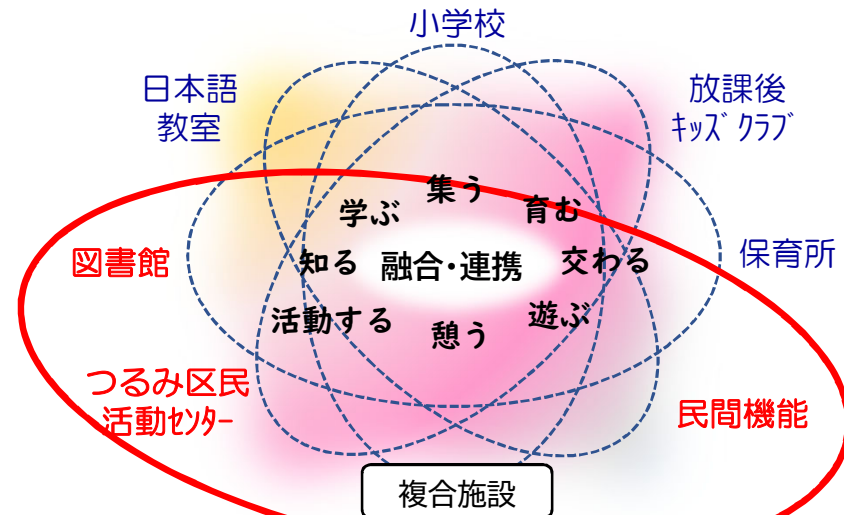 小学校
日本語
教室
放課後
ｷｯｽﾞｸﾗﾌﾞ
集う
学ぶ
育む
図書館
知る
融合・連携
交わる
保育所
活動する
憩う
遊ぶ
つるみ区民
活動ｾﾝﾀｰ
民間機能
複合施設